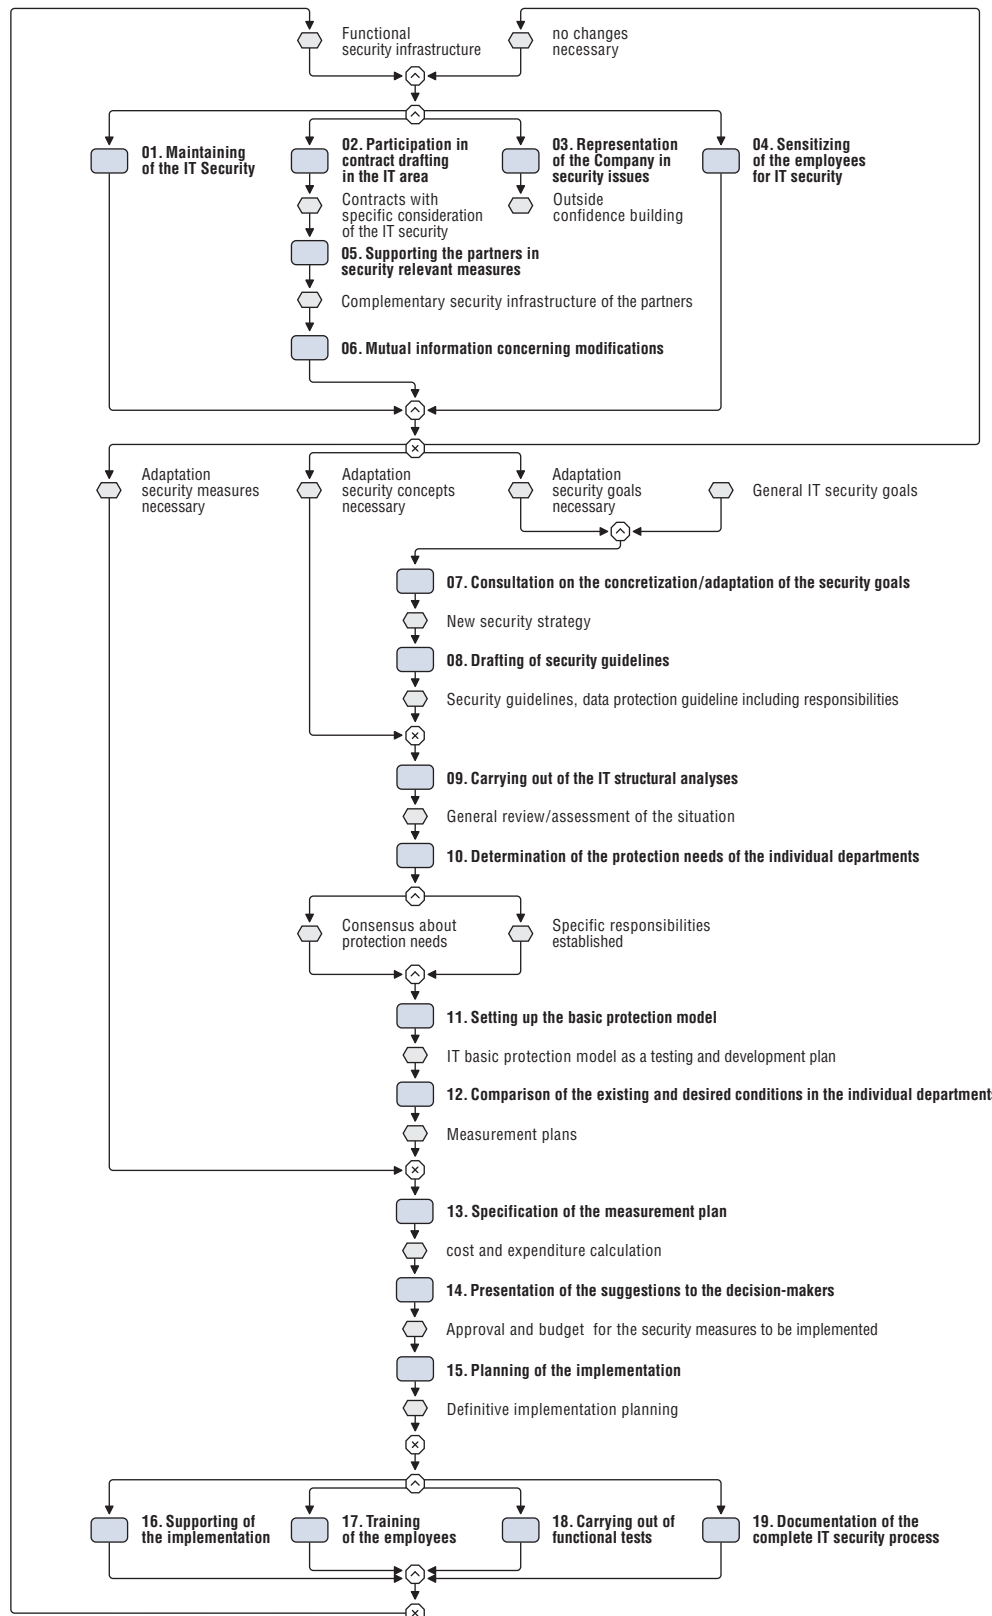 Functional
security infrastructure
no changes
necessary
01. Maintaining
of the IT Security
02. Participation in
contract drafting
in the IT area
03. Representation
of the Company in
security issues
04. Sensitizing
of the employees
for IT security
Contracts with
specific consideration
of the IT security
Outside
confidence building
05. Supporting the partners in
security relevant measures
Complementary security infrastructure of the partners
06. Mutual information concerning modifications
Adaptation
security measures
necessary
Adaptation
security concepts
necessary
Adaptation
security goals
necessary
General IT security goals
07. Consultation on the concretization/adaptation of the security goals
New security strategy
08. Drafting of security guidelines
Security guidelines, data protection guideline including responsibilities
09. Carrying out of the IT structural analyses
General review/assessment of the situation
10. Determination of the protection needs of the individual departments
Consensus about
protection needs
Specific responsibilities
established
11. Setting up the basic protection model
IT basic protection model as a testing and development plan
12. Comparison of the existing and desired conditions in the individual departments
Measurement plans
13. Specification of the measurement plan
cost and expenditure calculation
14. Presentation of the suggestions to the decision-makers
Approval and budget for the security measures to be implemented
15. Planning of the implementation
Definitive implementation planning
16. Supporting of
the implementation
17. Training
of the employees
18. Carrying out of
functional tests
19. Documentation of the
complete IT security process